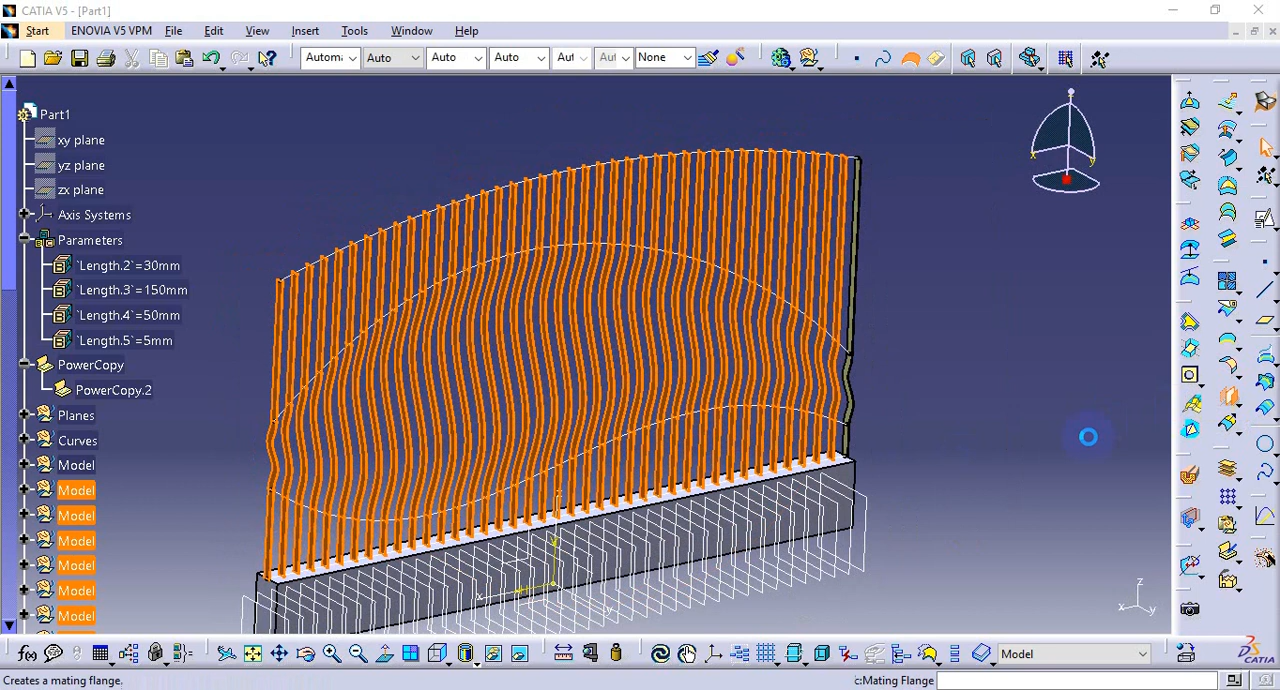 CATIA V5 - [Part1]
Start ENOVIA V5 VPM File Edit View Insert Tools Window Help
Automa Auto Auto Auto Aut Aut None
Part1
xy plane
yz plane
zx plane
Axis Systems
Parameters
`Length.2`=30mm
`Length.3`=150mm
`Length.4`=50mm
`Length.5`=5mm
PowerCopy
PowerCopy.2
Planes
Curves
Model
Model
Model
Model
Model
Model
Model
x y
z
x y
z
y
x
z
x y
f(x) Model
CATIA
Creates a mating flange. c:Mating Flange